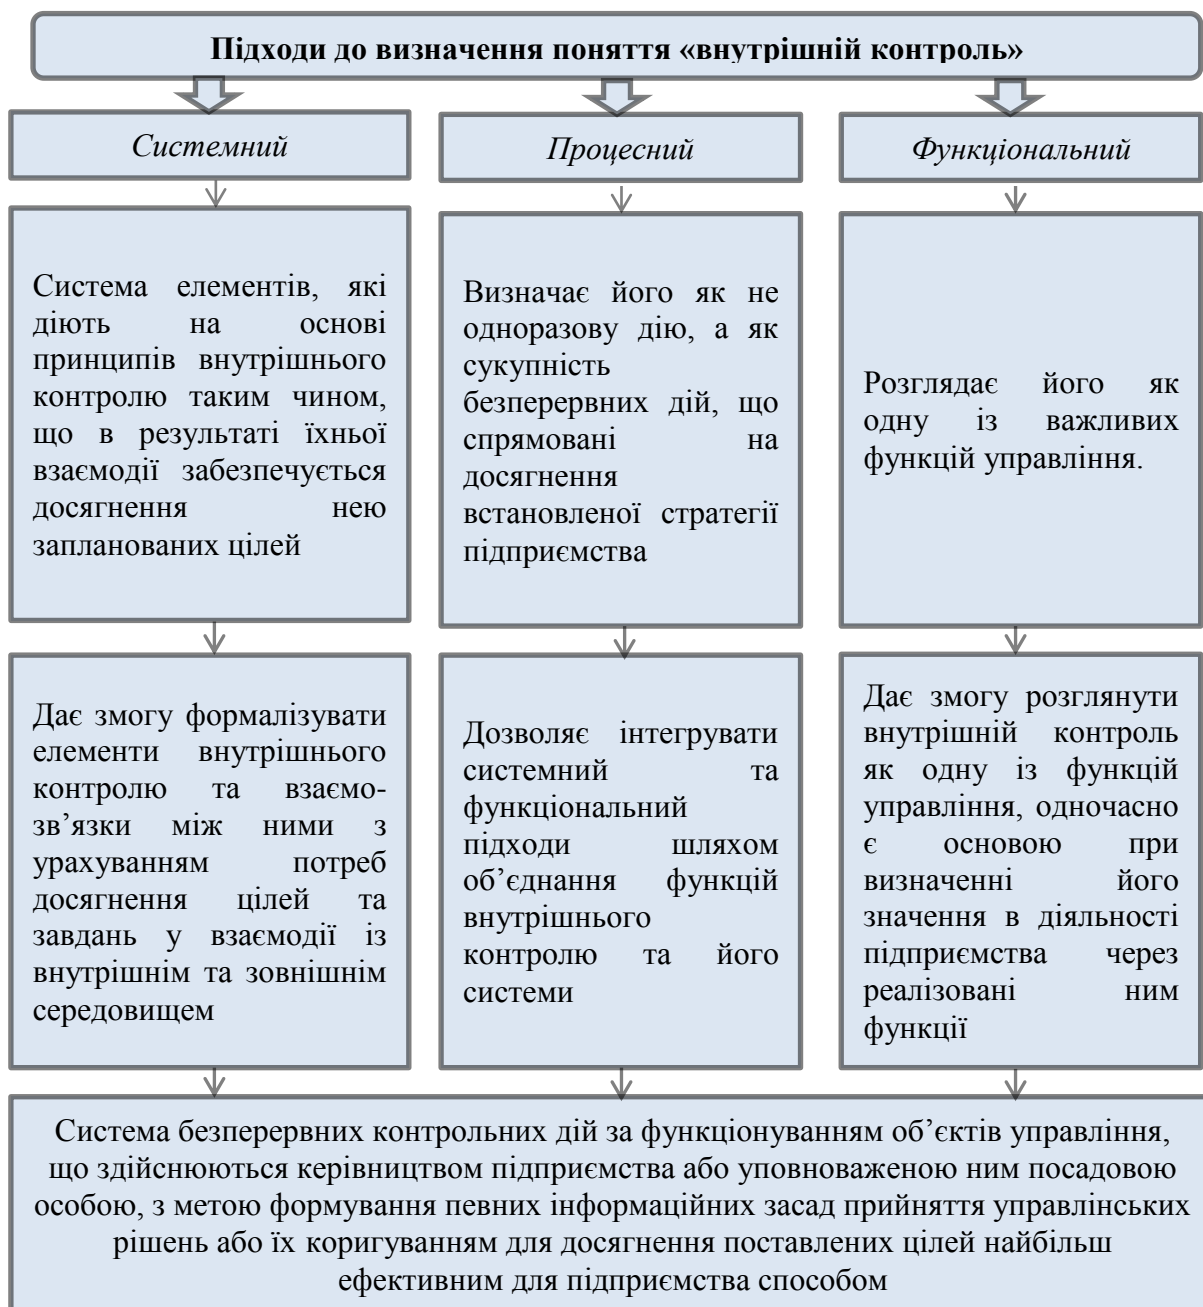 Підходи до визначення поняття «внутрішній контроль»
Системний
Процесний
Функціональний
Система елементів, які
діють на основі
принципів внутрішнього
контролю таким чином,
що в результаті їхньої
взаємодії забезпечується
досягнення нею
запланованих цілей
Визначає його як не
одноразову дію, а як
сукупність
безперервних дій, що
спрямовані на
досягнення
встановленої стратегії
підприємства
Розглядає його як
одну із важливих
функцій управління.
Дає змогу формалізувати
елементи внутрішнього
контролю та взаємо-
зв’язки між ними з
урахуванням потреб
досягнення цілей та
завдань у взаємодії із
внутрішнім та зовнішнім
середовищем
Дозволяє інтегрувати
системний та
функціональний
підходи шляхом
об’єднання функцій
внутрішнього
контролю та його
системи
Дає змогу розглянути
внутрішній контроль
як одну із функцій
управління, одночасно
є основою при
визначенні його
значення в діяльності
підприємства через
реалізовані ним
функції
Система безперервних контрольних дій за функціонуванням об’єктів управління,
що здійснюються керівництвом підприємства або уповноваженою ним посадовою
особою, з метою формування певних інформаційних засад прийняття управлінських
рішень або їх коригуванням для досягнення поставлених цілей найбільш
ефективним для підприємства способом